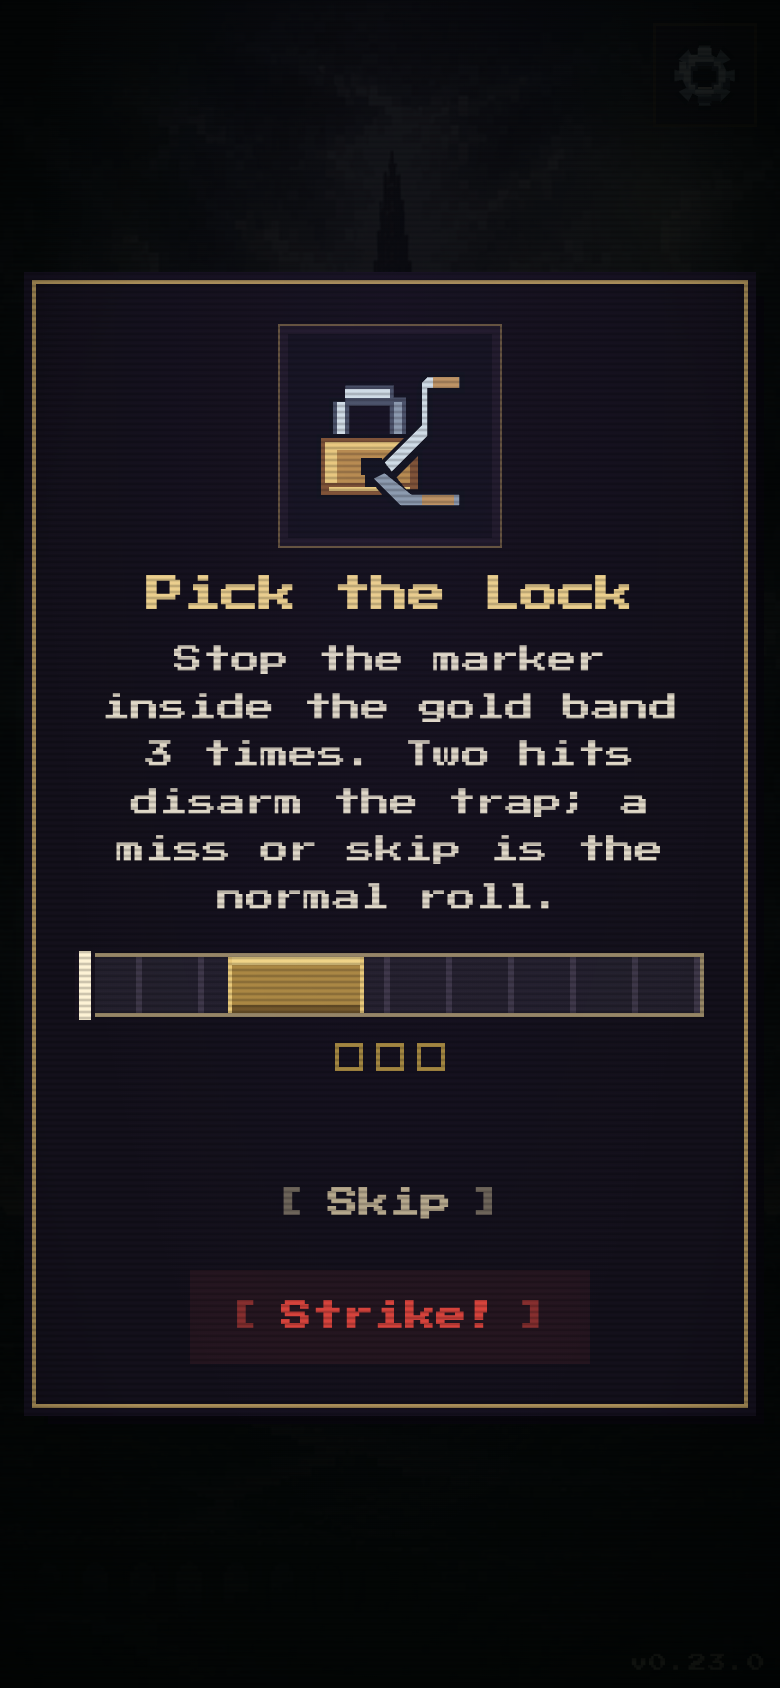 Pick the Lock
Stop the marker
inside the gold band
3 times. Two hits
disarm the trap; a
miss or skip is the
normal roll.
[ Skip ]
[ Strike! ]
v0.23.0